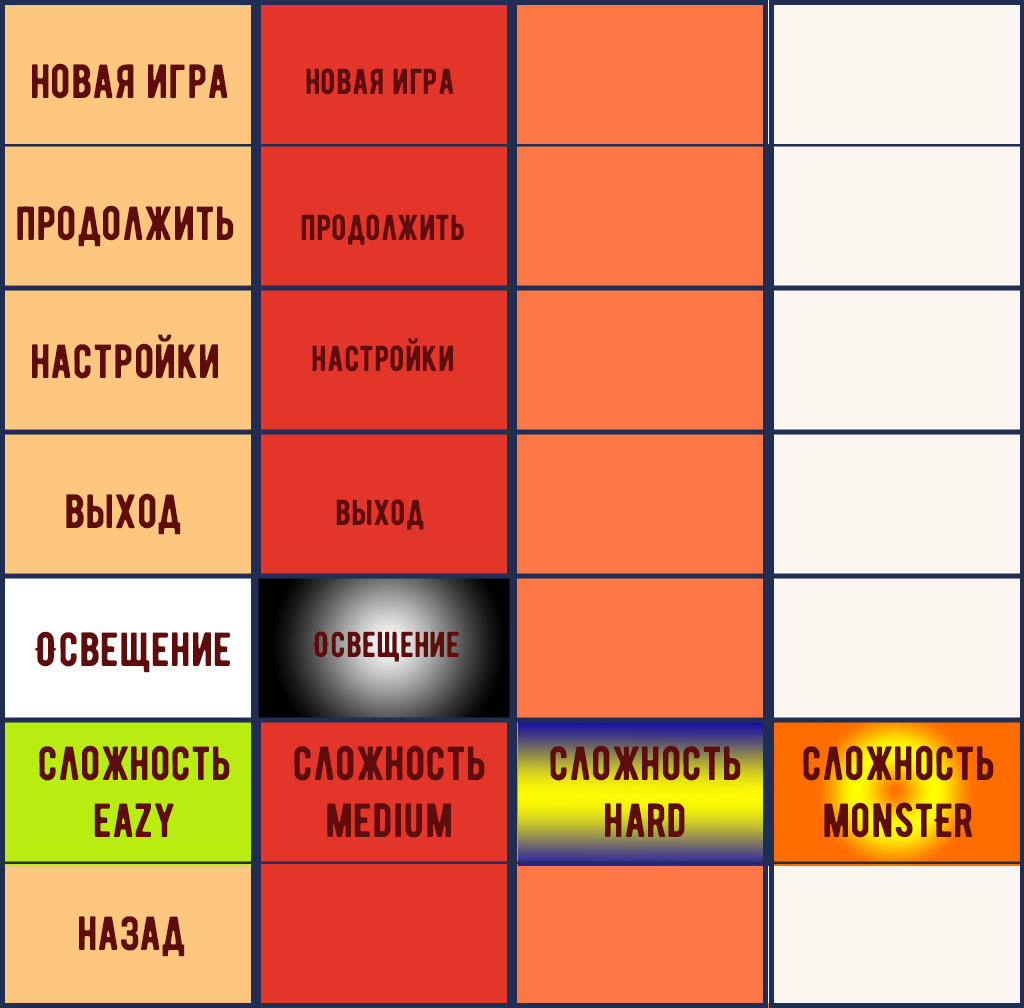 НОВАЯ ИГРА
НОВАЯ ИГРА
ПРОДОЛЖИТЬ
ПРОДОЛЖИТЬ
НАСТРОЙКИ
НАСТРОЙКИ
ВЫХОД
ВЫХОД
ОСВЕЩЕНИЕ
ОСВЕЩЕНИЕ
СЛОЖНОСТЬ
EAZY
СЛОЖНОСТЬ
MEDIUM
СЛОЖНОСТЬ
HARD
СЛОЖНОСТЬ
MONSTER
НАЗАД